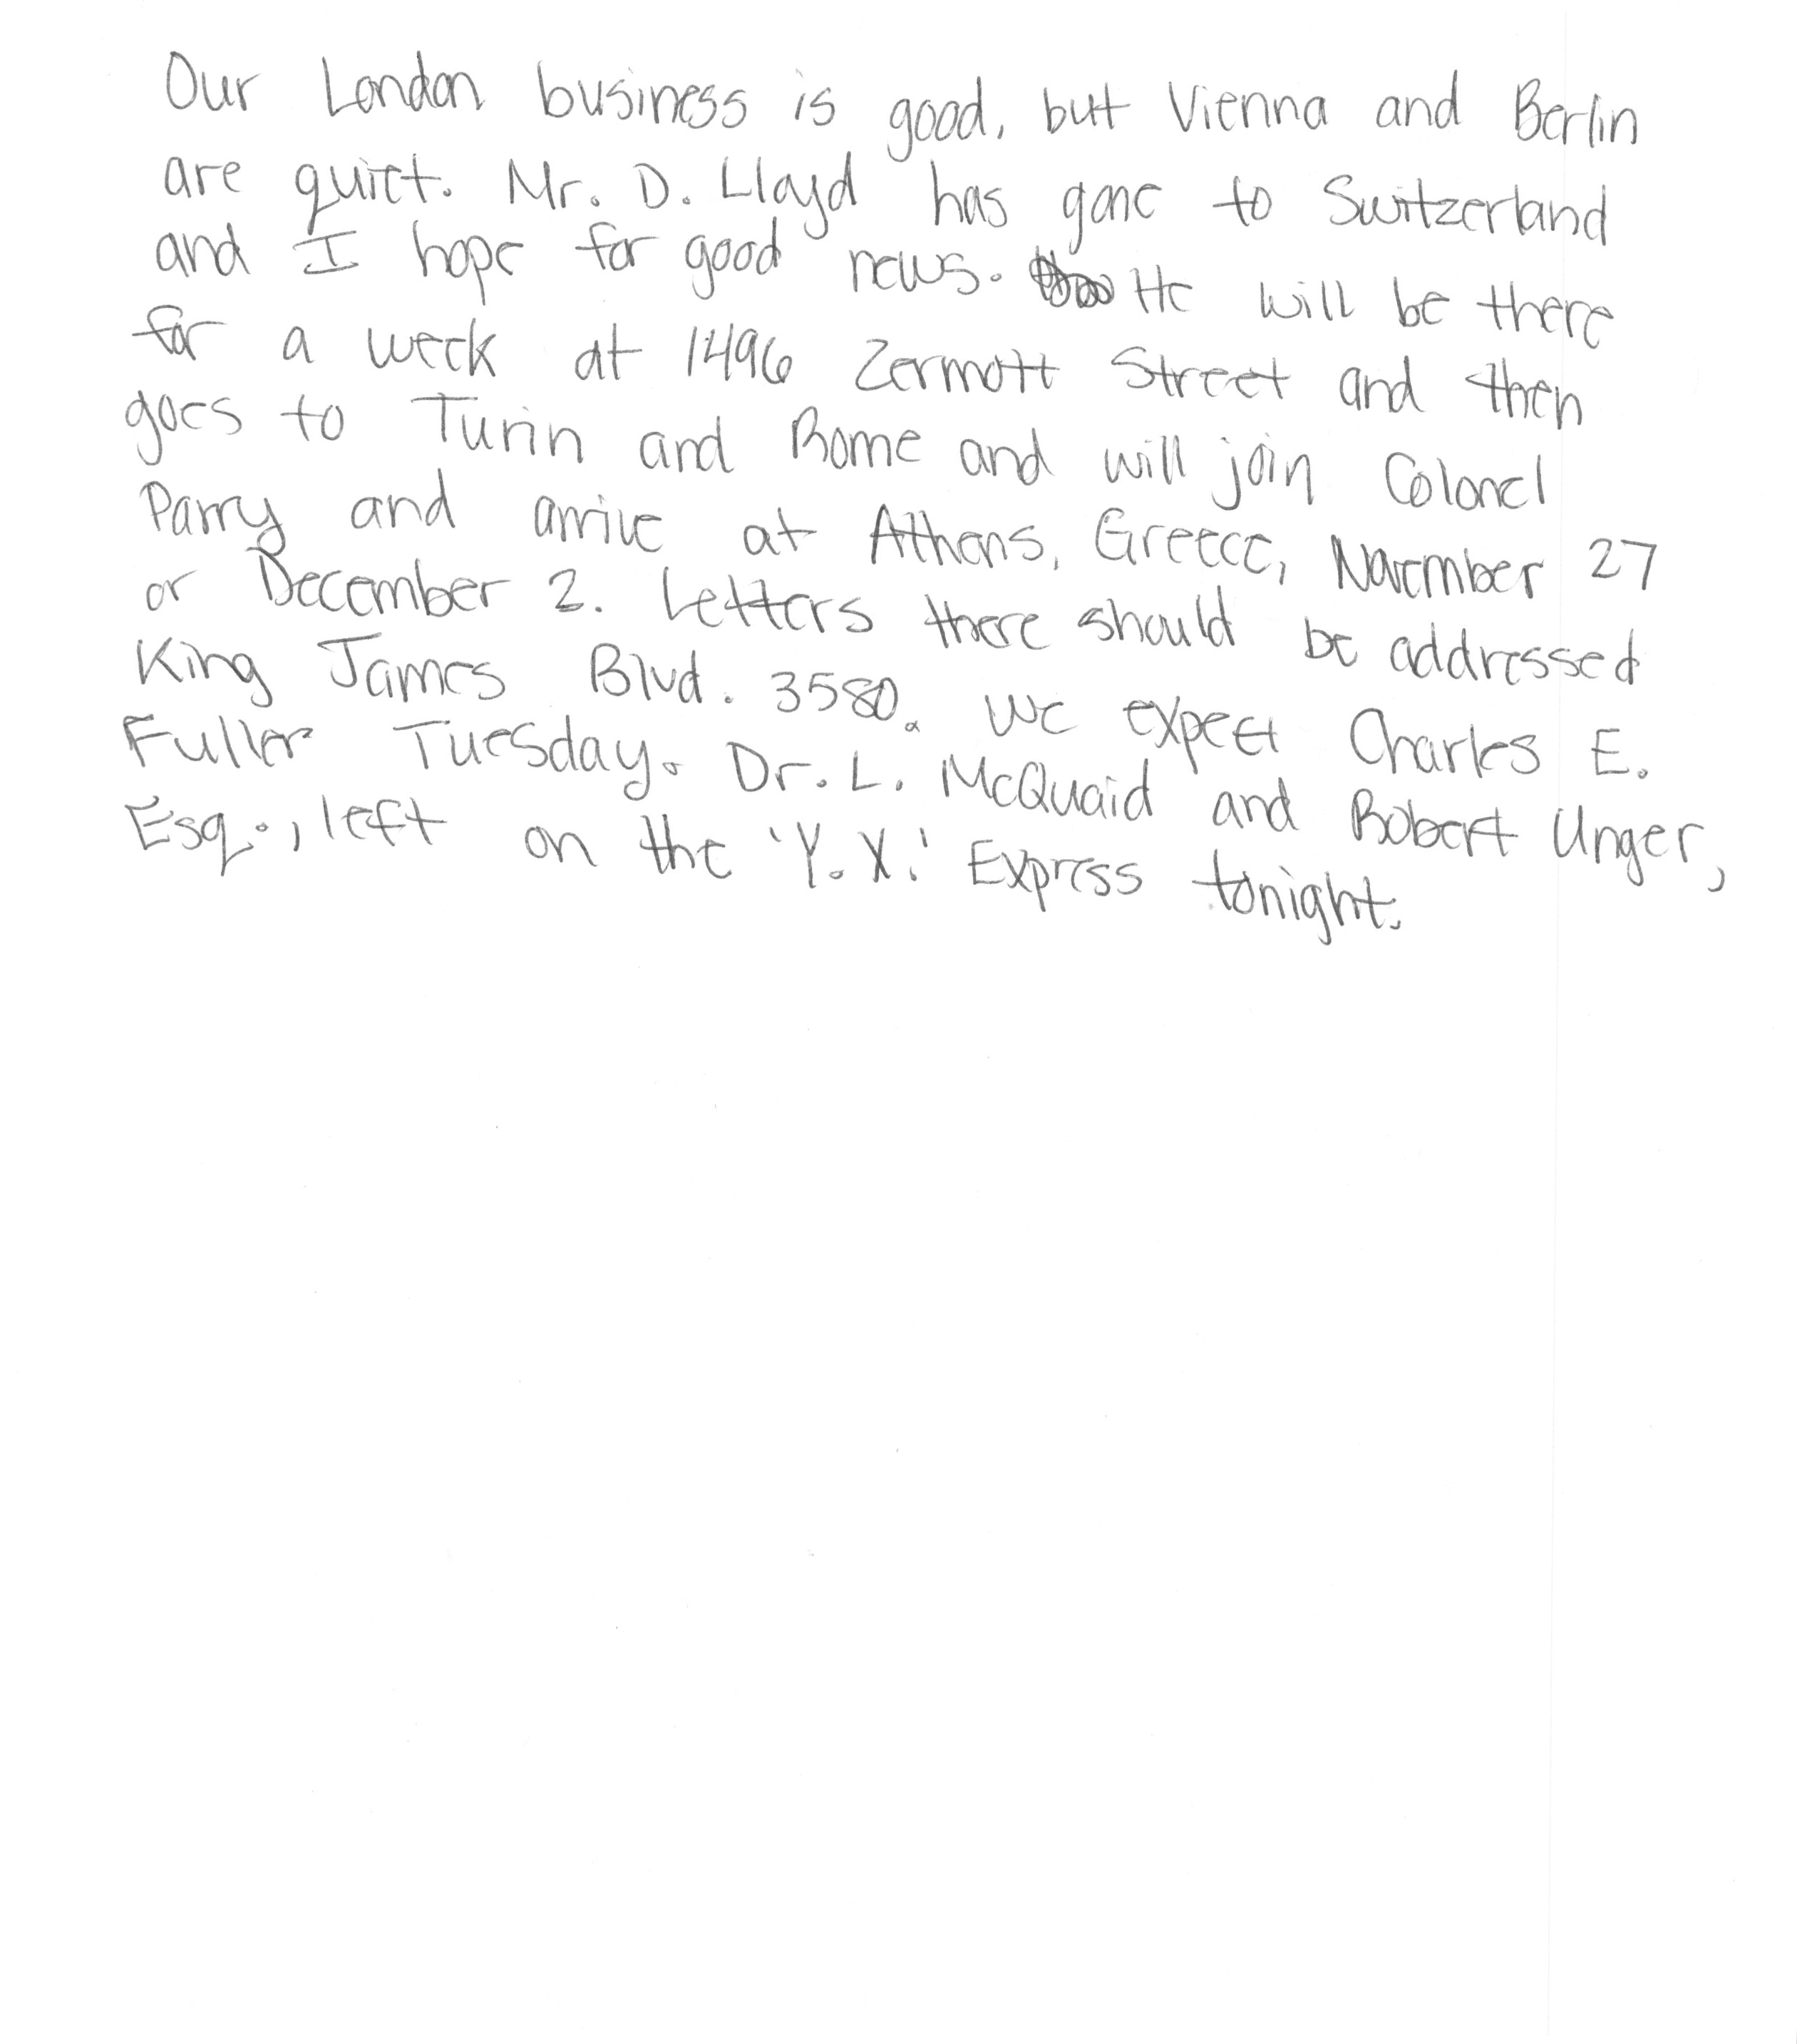 Our London business is good, but Vienna and Berlin
are quiet. Mr. D. Lloyd has gone to Switzerland
and I hope for good news. He will be there
for a week at 1496 Zermott Street and then
goes to Turin and Rome and will join Colonel
Parry and arrive at Athens, Greece, November 27
or December 2. Letters there should be addressed
King James Blvd. 3580. We expect Charles E.
Fuller Tuesday. Dr. L. McQuaid and Robert Unger,
Esq., left on the 'Y.X.' Express tonight.